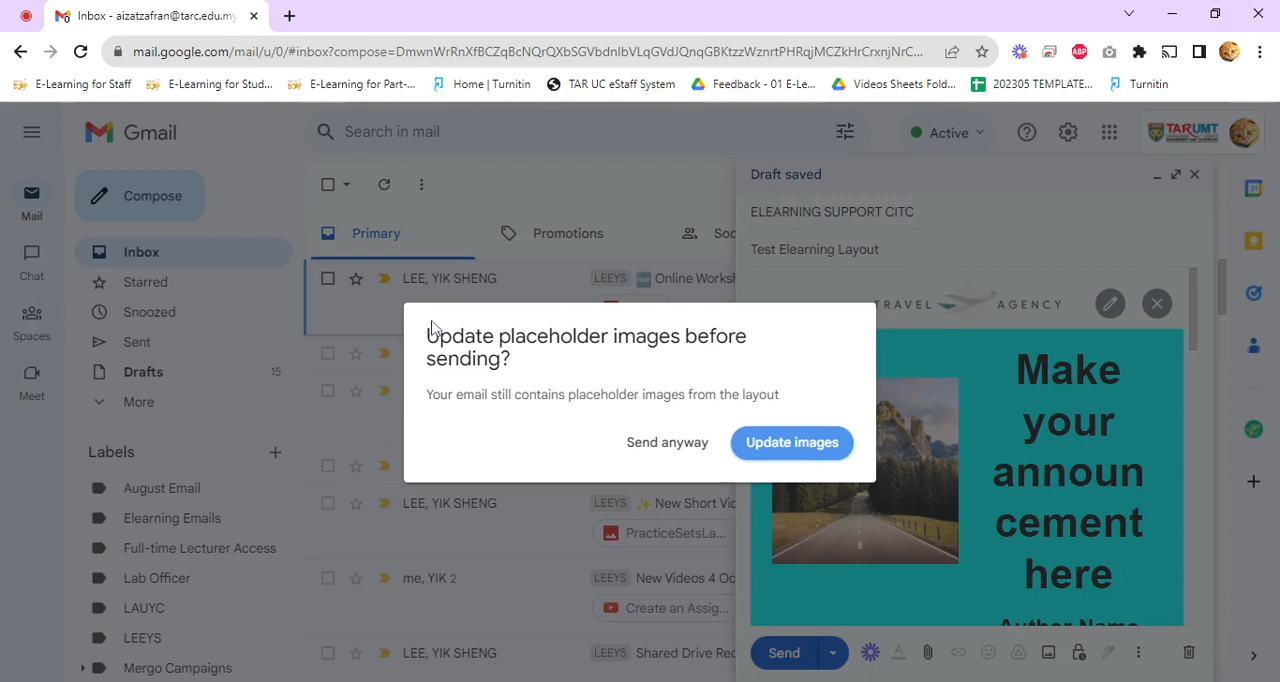 Inbox - aizatzafran@tarc.edu.my
mail.google.com/mail/u/0/#inbox?compose=DmwnWrRnXfBCZqBcNQrQXbSGVbdnIbVLqGVdJQnqGBKtzzWznrtPHRqjMCZkHrCrxnjNrC...
ABP
E-Learning for Staff
E-Learning for Stud...
E-Learning for Part-...
Home | Turnitin
TAR UC eStaff System
Feedback - 01 E-Le...
Videos Sheets Fold...
202305 TEMPLATE...
Turnitin
Gmail
Search in mail
Active
TARUMT
Compose
Mail
Chat
Spaces
Meet
Inbox
Starred
Snoozed
Sent
Drafts 15
More
Labels
August Email
Elearning Emails
Full-time Lecturer Access
Lab Officer
LAUYC
LEEYS
Mergo Campaigns
Primary
Promotions
Soc
LEE, YIK SHENG LEEYS Online Worksh
LEE, YIK SHENG LEEYS New Short Vid
PracticeSetsLa...
me, YIK 2 LEEYS New Videos 4 Oc
Create an Assig...
LEE, YIK SHENG LEEYS Shared Drive Rec
Update placeholder images before
sending?
Your email still contains placeholder images from the layout
Send anyway
Update images
Draft saved
ELEARNING SUPPORT CITC
Test Elearning Layout
TRAVEL AGENCY
Make
your
announ
cement
here
Author Name
Send
31